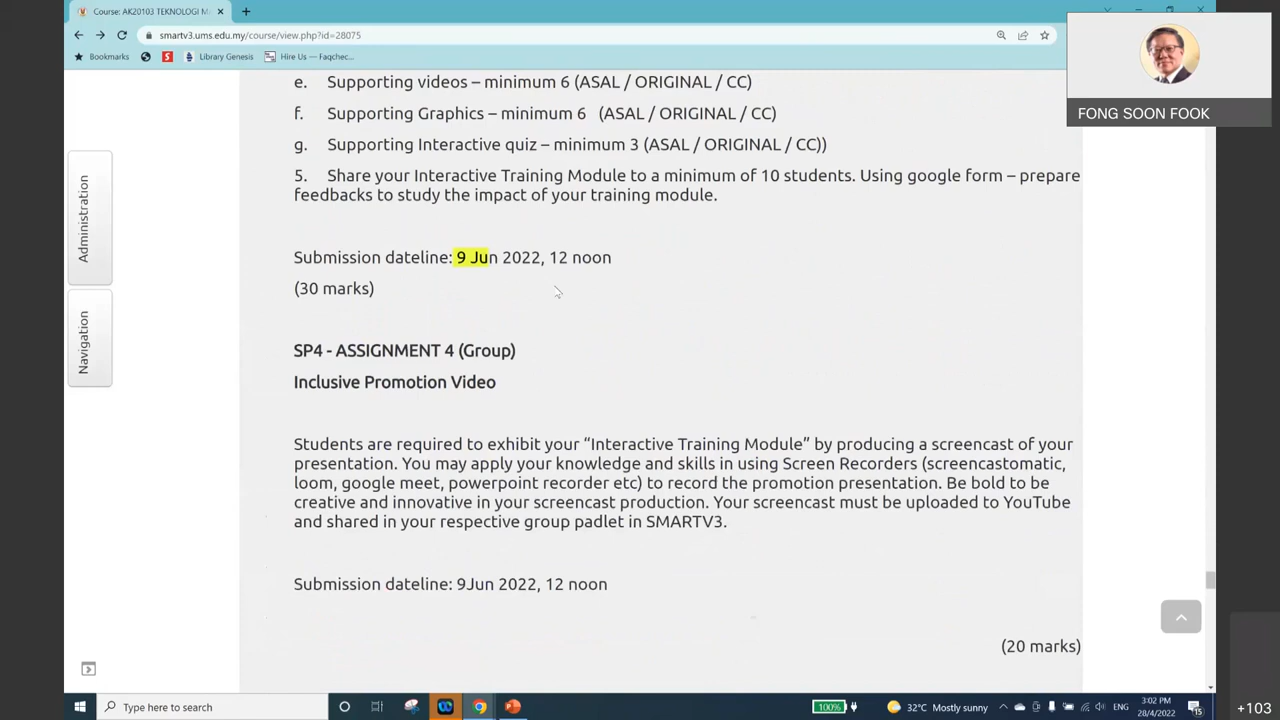 Course: AK20103 TEKNOLOGI M
smartv3.ums.edu.my/course/view.php?id=28075
Bookmarks
Library Genesis
Hire Us — Faqchec...
FONG SOON FOOK
e. Supporting videos – minimum 6 (ASAL / ORIGINAL / CC)
f. Supporting Graphics – minimum 6 (ASAL / ORIGINAL / CC)
g. Supporting Interactive quiz – minimum 3 (ASAL / ORIGINAL / CC))
5. Share your Interactive Training Module to a minimum of 10 students. Using google form – prepare
feedbacks to study the impact of your training module.
Administration
Navigation
Submission dateline: 9 Jun 2022, 12 noon
(30 marks)
SP4 - ASSIGNMENT 4 (Group)
Inclusive Promotion Video
Students are required to exhibit your “Interactive Training Module” by producing a screencast of your
presentation. You may apply your knowledge and skills in using Screen Recorders (screencastomatic,
loom, google meet, powerpoint recorder etc) to record the promotion presentation. Be bold to be
creative and innovative in your screencast production. Your screencast must be uploaded to YouTube
and shared in your respective group padlet in SMARTV3.
Submission dateline: 9Jun 2022, 12 noon
(20 marks)
Type here to search
100%
32°C Mostly sunny
ENG
3:02 PM
28/4/2022
15
+103